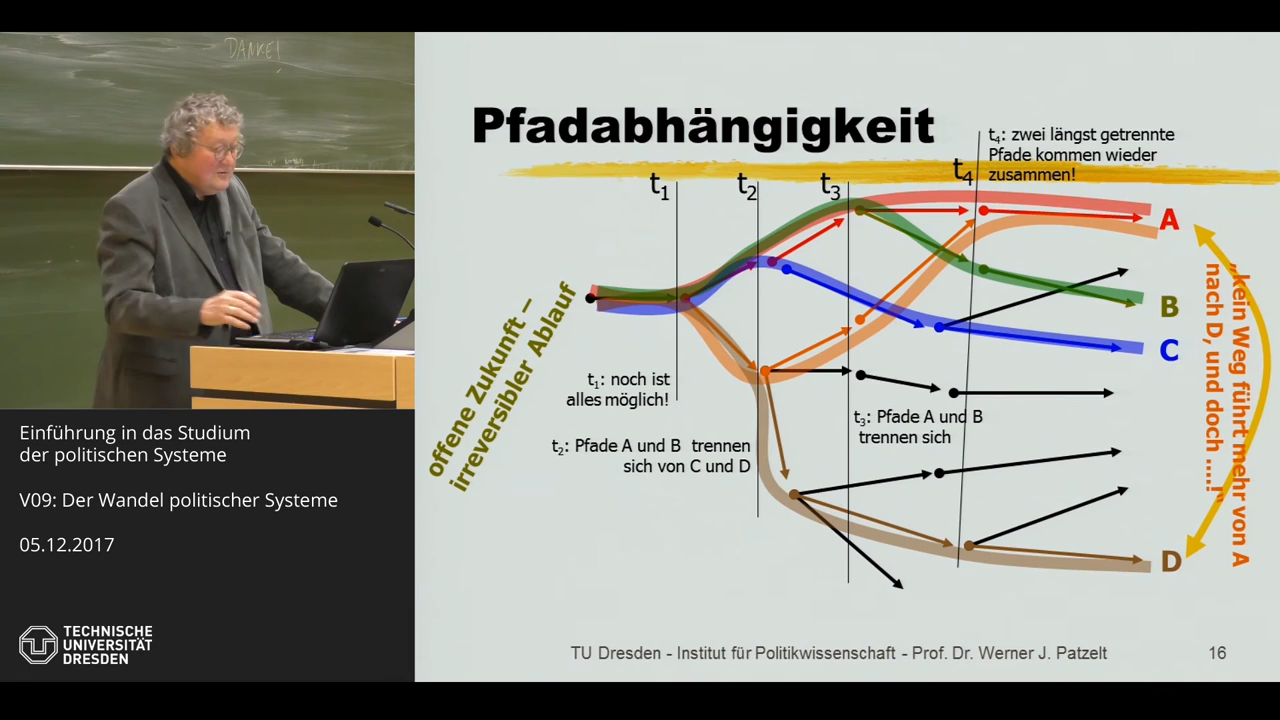 DANKE!
Pfadabhängigkeit
t4: zwei längst getrennte
Pfade kommen wieder
zusammen!
t1
t2
t3
t4
A
B
C
D
offene Zukunft –
irreversibler Ablauf
t1: noch ist
alles möglich!
t2: Pfade A und B trennen
sich von C und D
t3: Pfade A und B
trennen sich
„kein Weg führt mehr von A
nach D, und doch ....!“
TU Dresden - Institut für Politikwissenschaft - Prof. Dr. Werner J. Patzelt
16
Einführung in das Studium
der politischen Systeme
V09: Der Wandel politischer Systeme
05.12.2017
TECHNISCHE
UNIVERSITÄT
DRESDEN